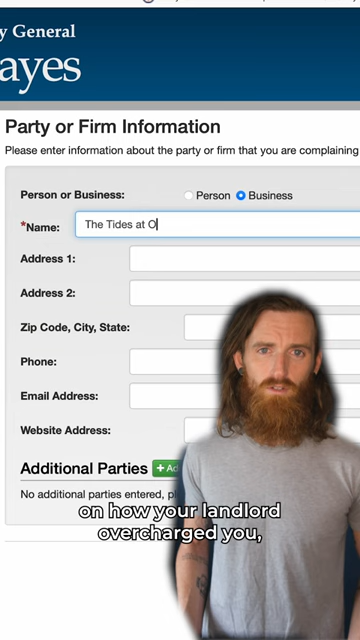 y General
ayes
Party or Firm Information
Please enter information about the party or firm that you are complaining
Person or Business: Person Business
*Name: The Tides at O
Address 1:
Address 2:
Zip Code, City, State:
Phone:
Email Address:
Website Address:
Additional Parties + Ad
No additional parties entered, pl
on how your landlord
overcharged you,